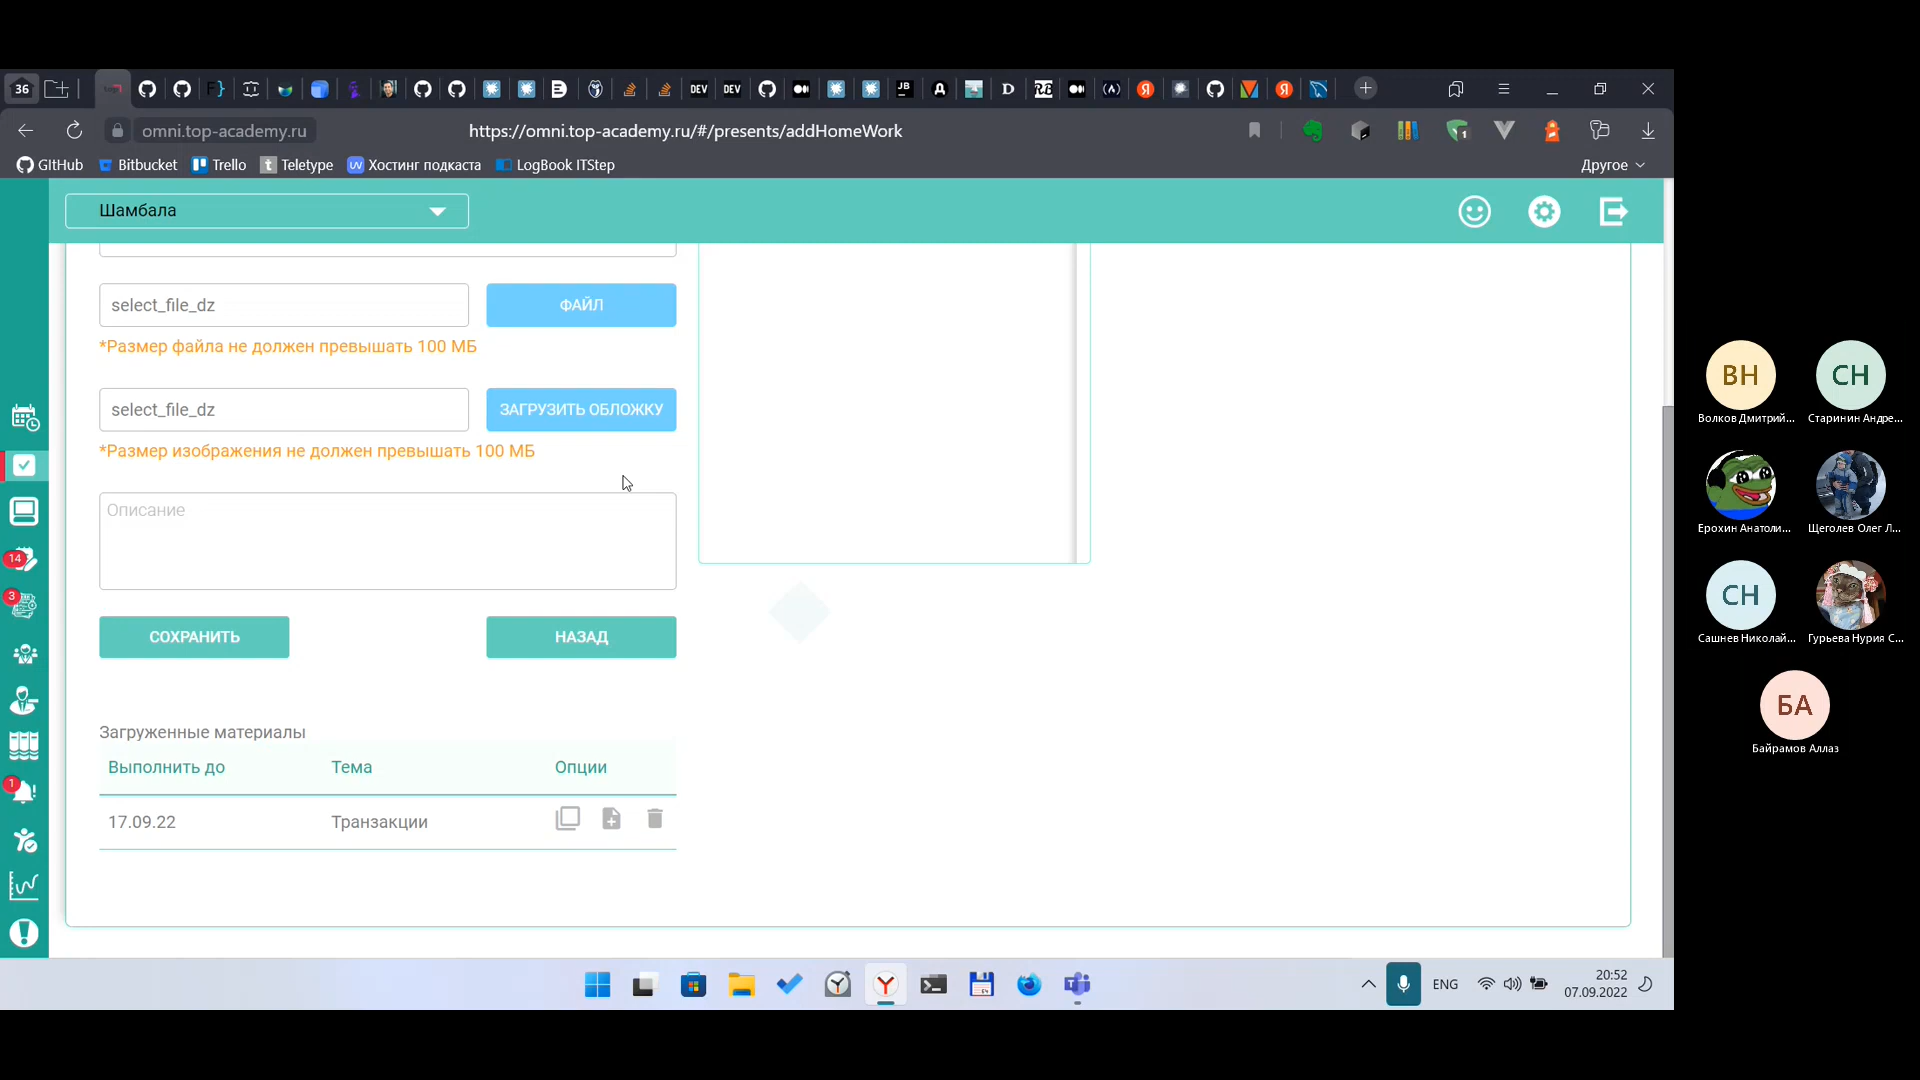 36
DEV
DEV
JB
omni.top-academy.ru
https://omni.top-academy.ru/#/presents/addHomeWork
1
GItHub
Bitbucket
Trello
Teletype
Хостинг подкаста
LogBook ITStep
Другое
Шамбала
select_file_dz
ФАЙЛ
*Размер файла не должен превышать 100 МБ
select_file_dz
ЗАГРУЗИТЬ ОБЛОЖКУ
*Размер изображения не должен превышать 100 МБ
Описание
СОХРАНИТЬ
НАЗАД
Загруженные материалы
Выполнить до
Тема
Опции
17.09.22
Транзакции
14
3
1
ВН
Волков Дмитрий...
СН
Старинин Андре...
Ерохин Анатоли...
Щеголев Олег Л...
СН
Сашнев Николай...
Гурьева Нурия С...
БА
Байрамов Аллаз
ENG
20:52
07.09.2022